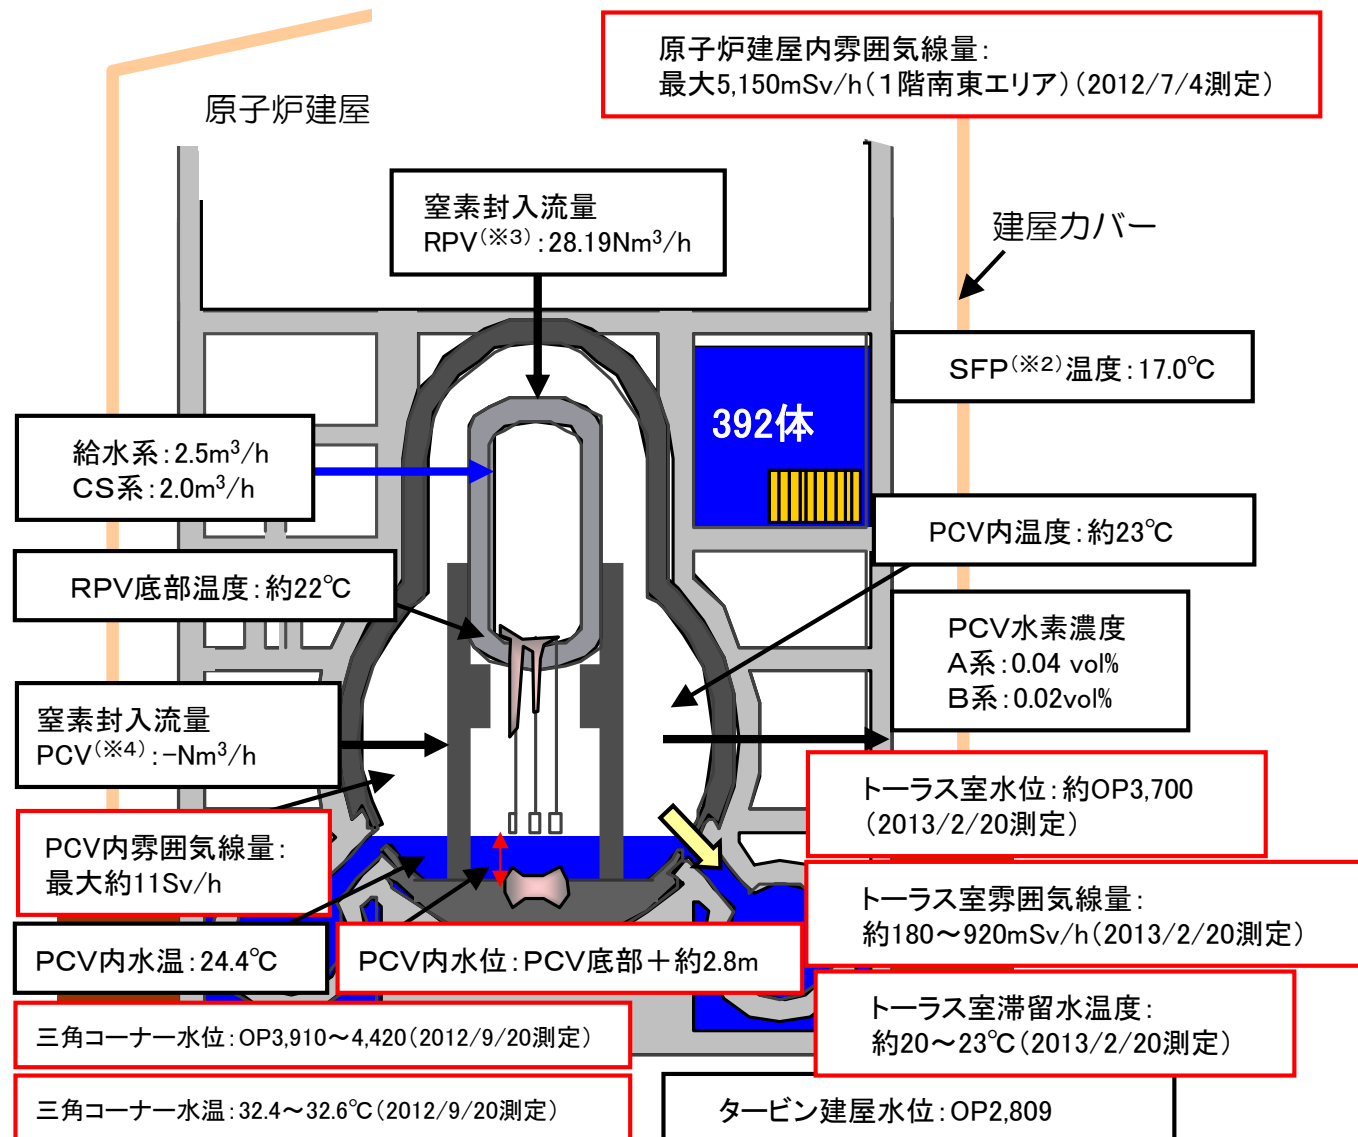 原子炉建屋内雰囲気線量：
最大5,150mSv/h（１階南東エリア）（2012/7/4測定）
原子炉建屋
窒素封入流量
RPV(※3)：28.19Nm³/h
建屋カバー
SFP(※2)温度：17.0℃
392体
給水系：2.5m³/h
CS系：2.0m³/h
PCV内温度：約23℃
RPV底部温度：約22℃
PCV水素濃度
A系：0.04 vol%
B系：0.02vol%
窒素封入流量
PCV(※4)：-Nm³/h
トーラス室水位：約OP3,700
（2013/2/20測定）
PCV内雰囲気線量：
最大約11Sv/h
トーラス室雰囲気線量：
約180～920mSv/h（2013/2/20測定）
PCV内水温：24.4℃
PCV内水位：PCV底部＋約2.8m
トーラス室滞留水温度：
約20～23℃（2013/2/20測定）
三角コーナー水位：OP3,910～4,420（2012/9/20測定）
三角コーナー水温：32.4～32.6℃（2012/9/20測定）
タービン建屋水位：OP2,809